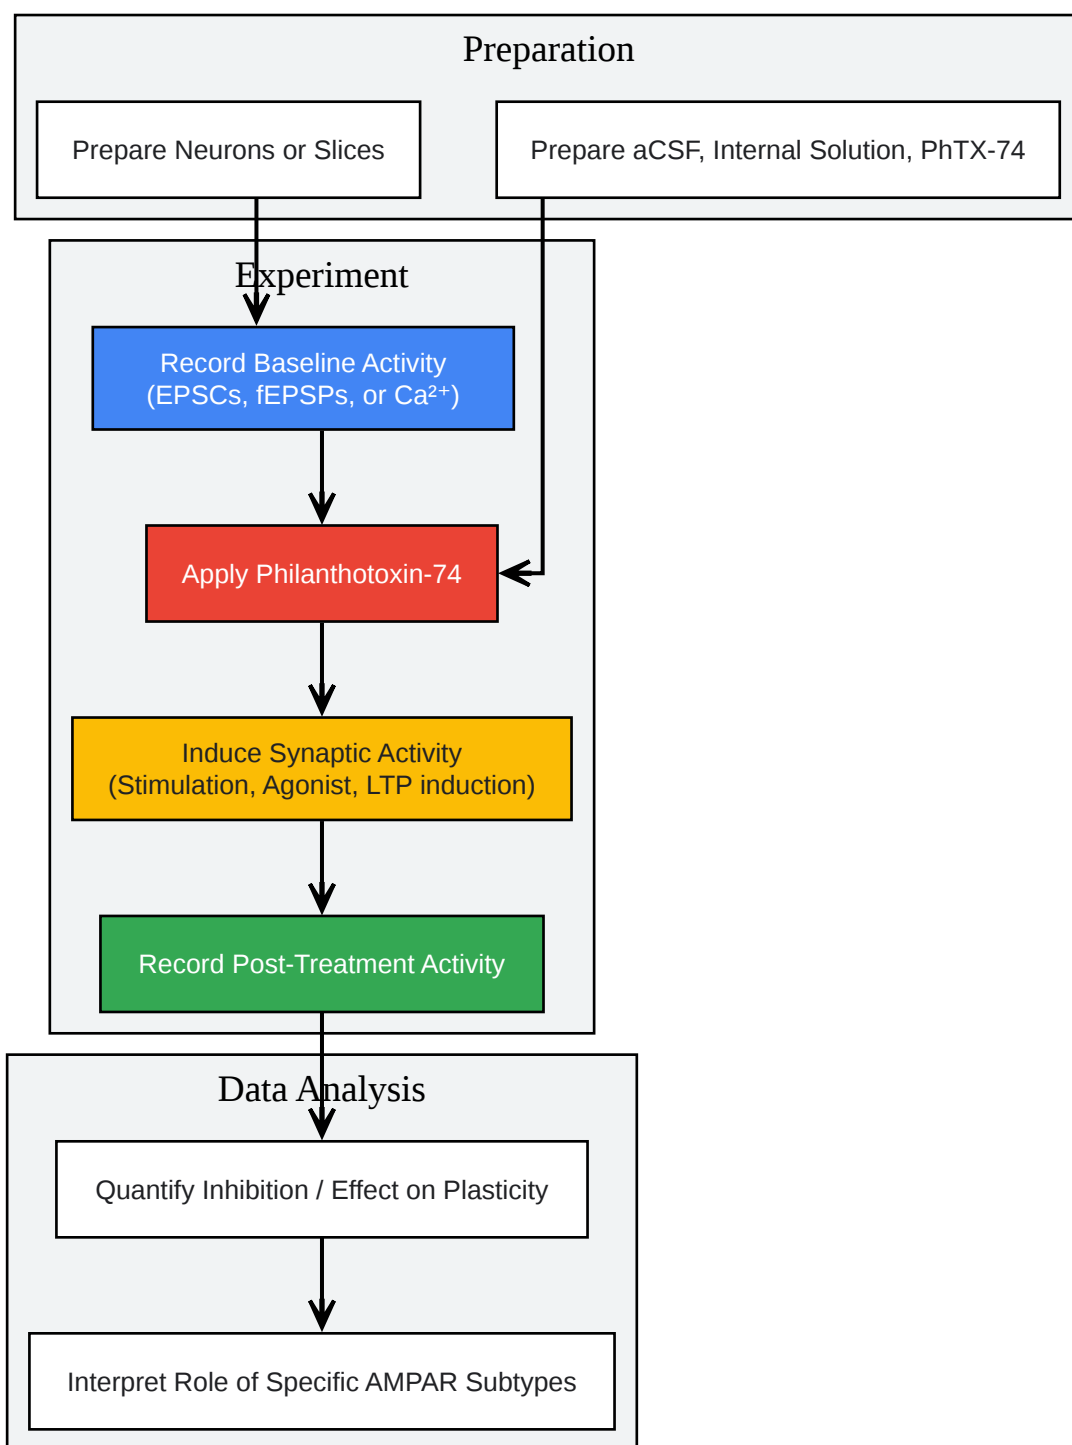 Preparation
Prepare Neurons or Slices
Prepare aCSF, Internal Solution, PhTX-74
Experiment
Record Baseline Activity
(EPSCs, fEPSPs, or Ca²⁺)
Apply Philanthotoxin-74
Induce Synaptic Activity
(Stimulation, Agonist, LTP induction)
Record Post-Treatment Activity
Data Analysis
Quantify Inhibition / Effect on Plasticity
Interpret Role of Specific AMPAR Subtypes